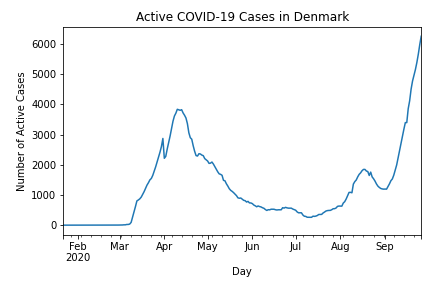 Active COVID-19 Cases in Denmark
Number of Active Cases
6000
5000
4000
3000
2000
1000
0
Feb Mar Apr May Jun Jul Aug Sep
2020
Day